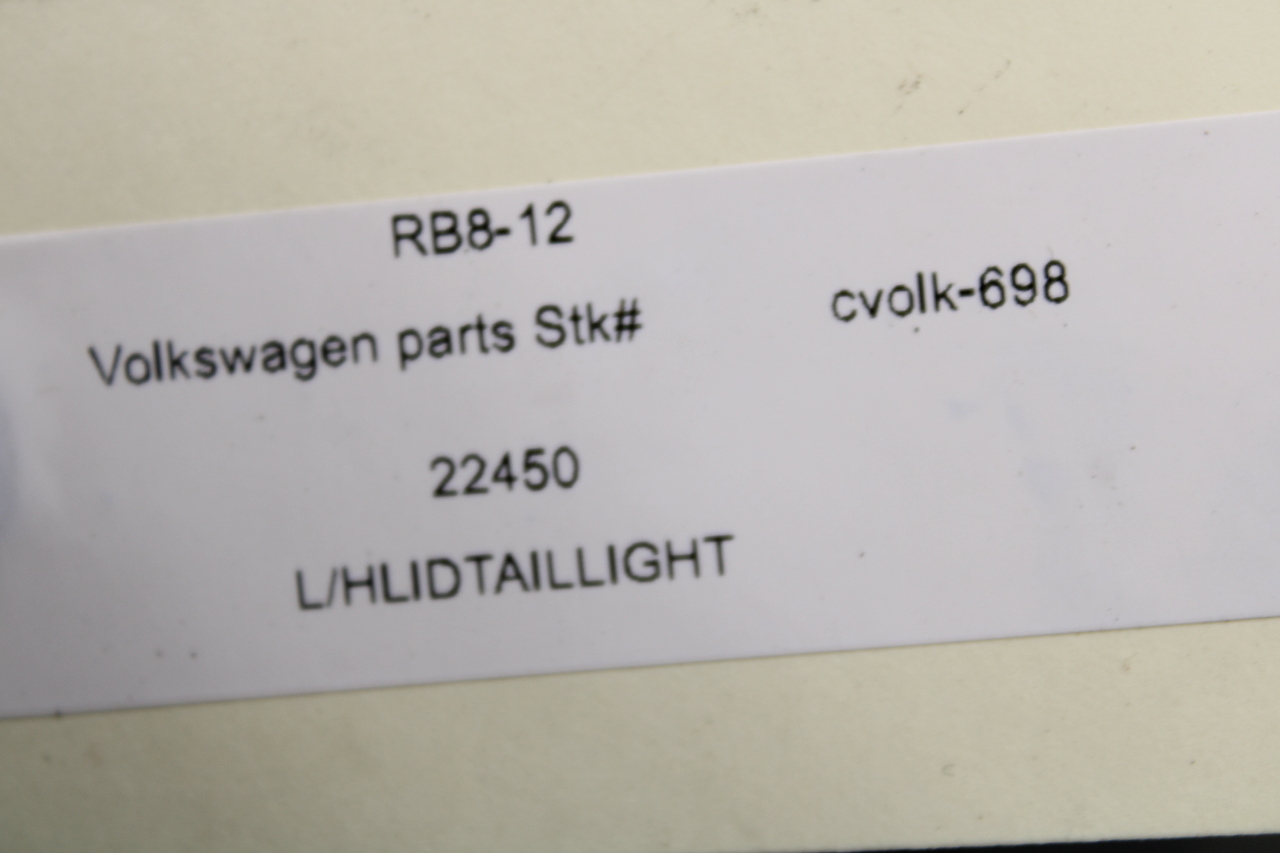 RB8-12
Volkswagen parts Stk# cvolk-698
22450
L/HLIDTAILLIGHT